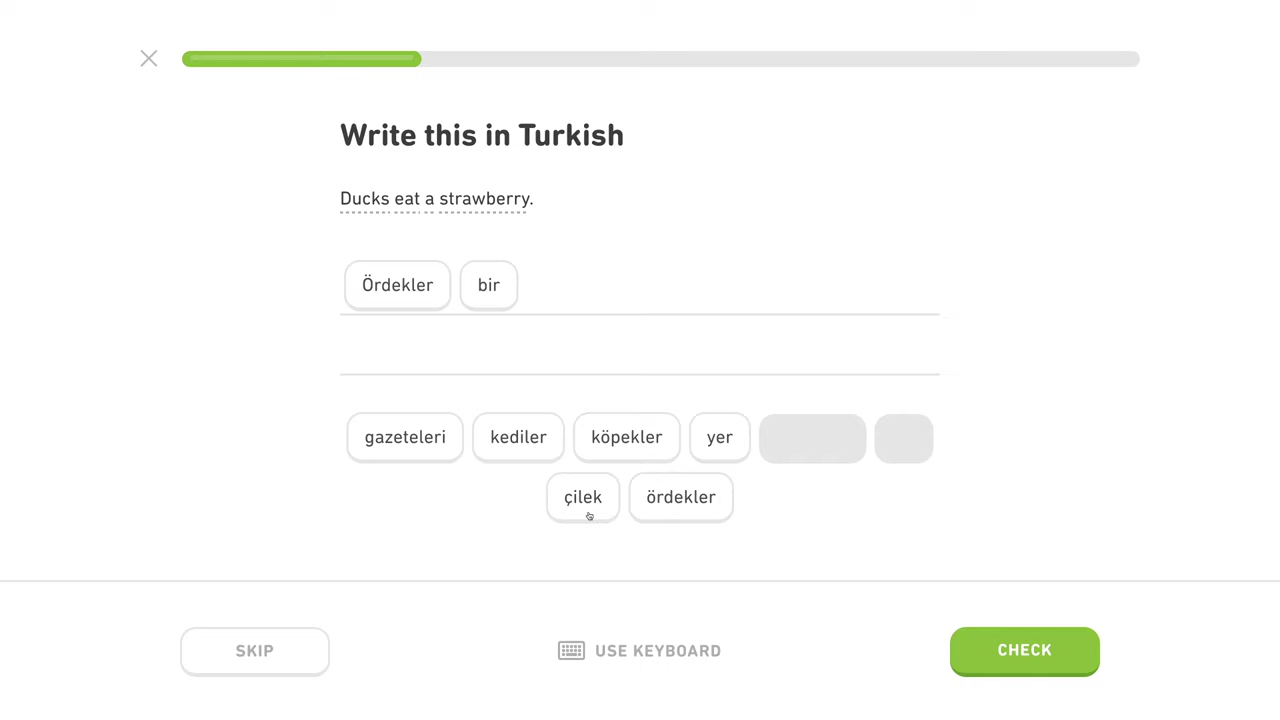 Write this in Turkish
Ducks eat a strawberry.
Ördekler bir
gazeteleri kediler köpekler yer
çilek ördekler
SKIP USE KEYBOARD CHECK